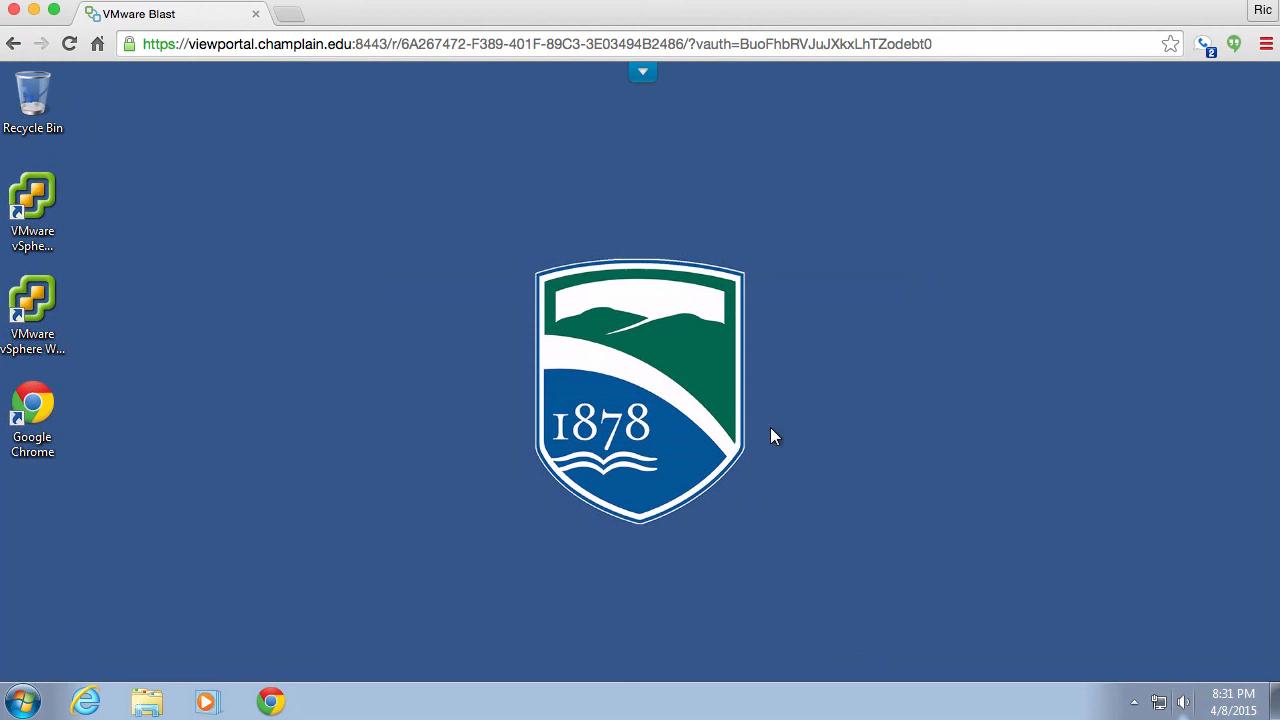 VMware Blast
Ric
https://viewportal.champlain.edu:8443/r/6A267472-F389-401F-89C3-3E03494B2486/?vauth=BuoFhbRVJuJXkxLhTZodebt0
2
Recycle Bin
VMware
vSphe...
VMware
vSphere W...
Google
Chrome
1878
8:31 PM
4/8/2015